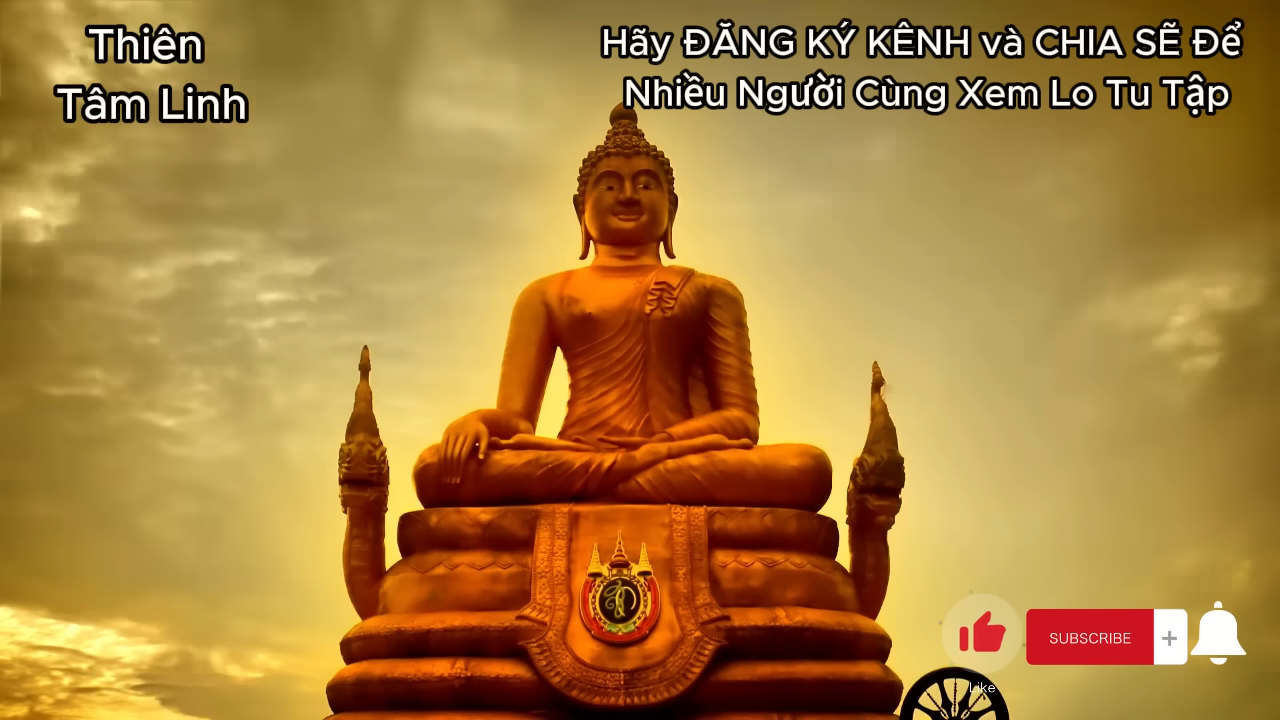 Thiên
Tâm Linh
Hãy ĐĂNG KÝ KÊNH và CHIA SẼ Để
Nhiều Người Cùng Xem Lo Tu Tập
SUBSCRIBE +
Like